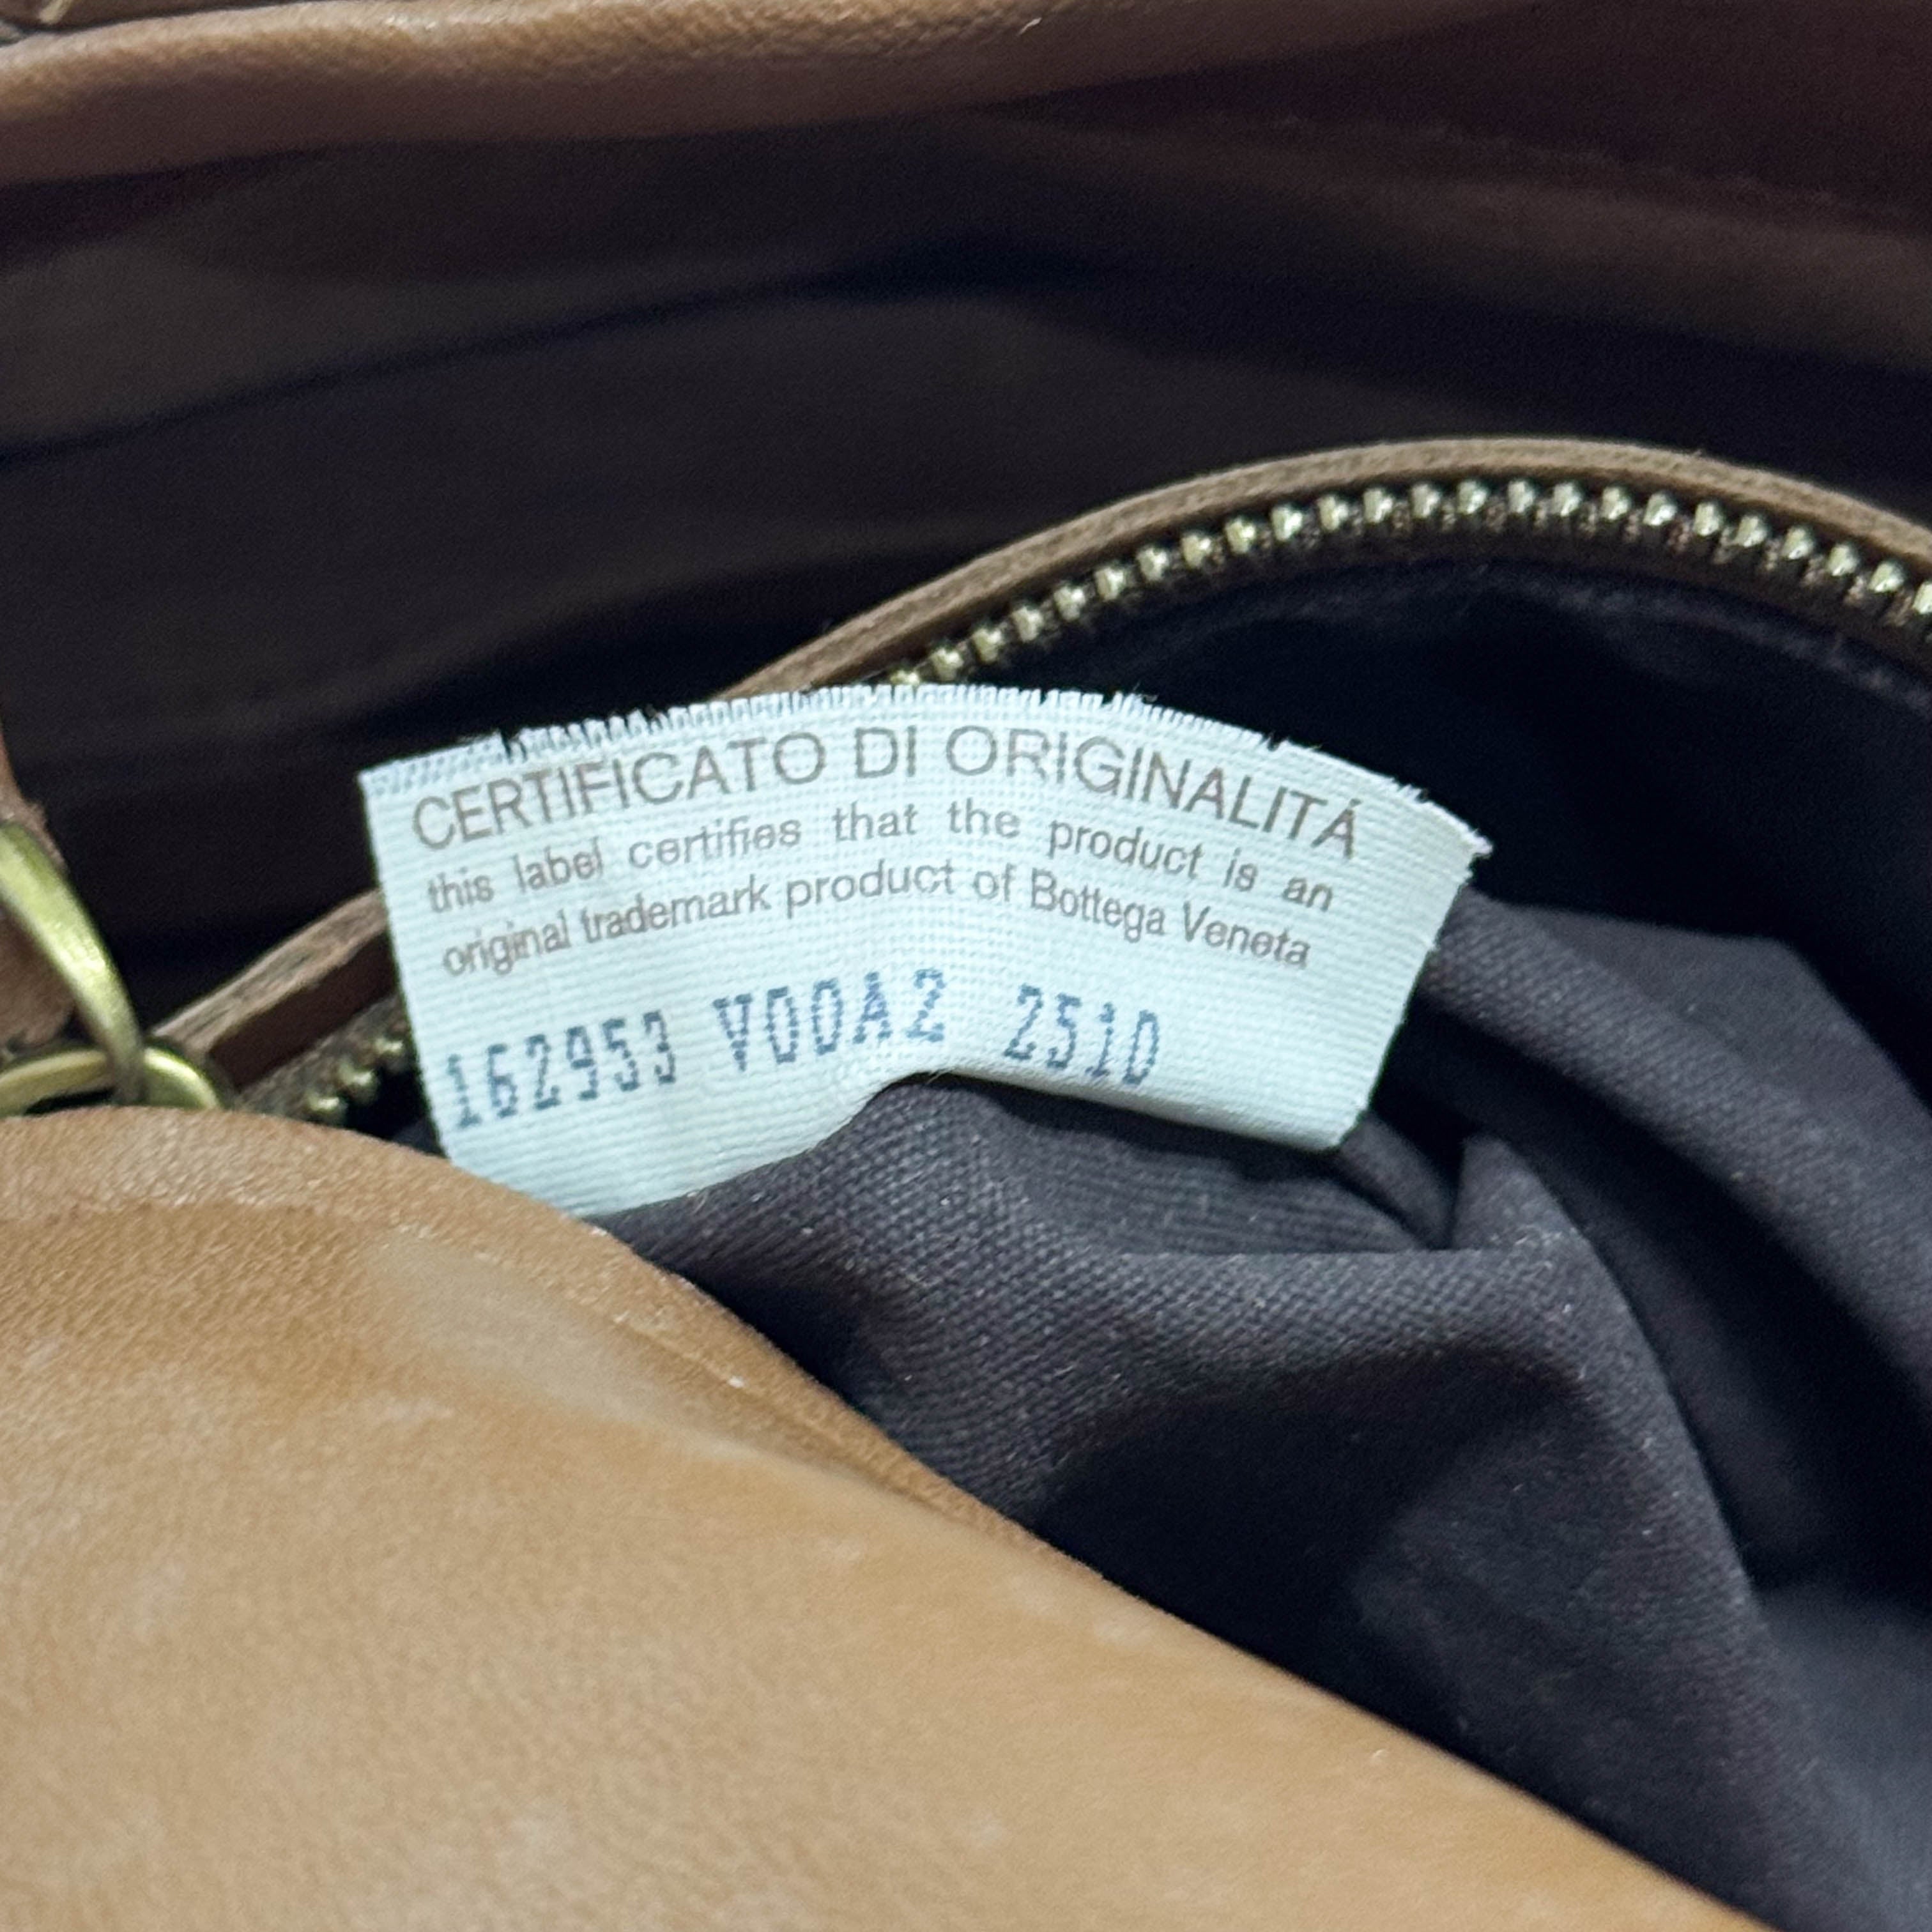 CERTIFICATO DI ORIGINALITÁ
this label certifies that the product is an
original trademark product of Bottega Veneta
162953 V00A2 2510